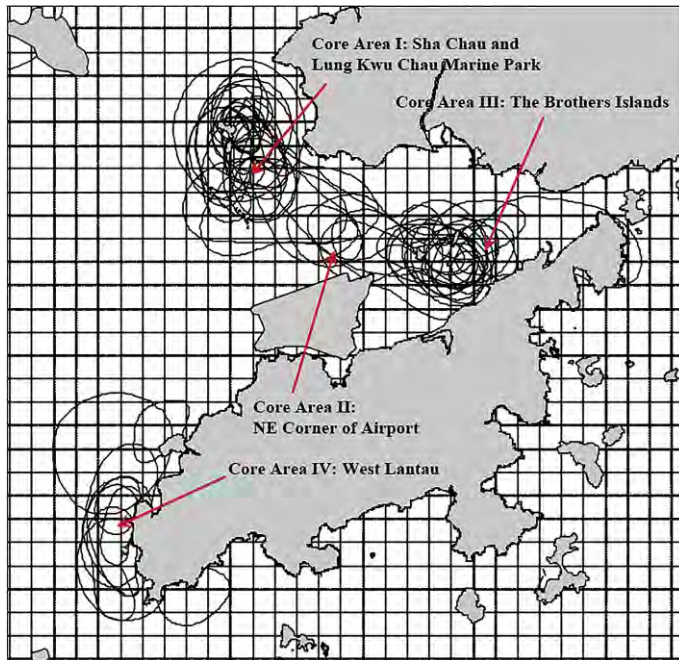 Core Area I: Sha Chau and
Lung Kwu Chau Marine Park
Core Area III: The Brothers Islands
Core Area II:
NE Corner of Airport
Core Area IV: West Lantau